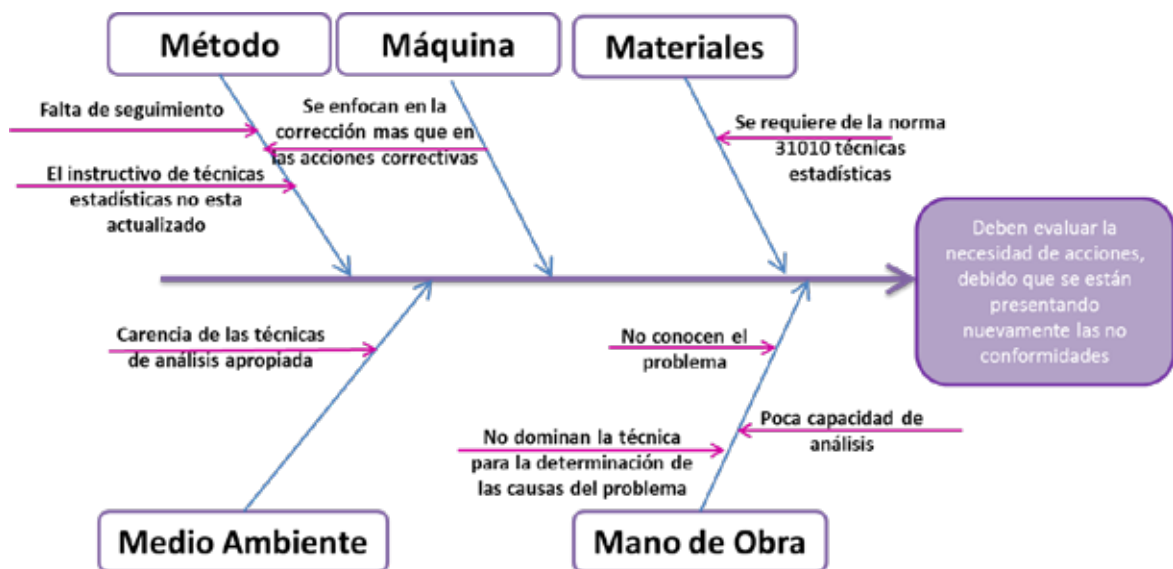 Método
Máquina
Materiales
Falta de seguimiento
Se enfocan en la
corrección mas que en
las acciones correctivas
El instructivo de técnicas
estadísticas no esta
actualizado
Se requiere de la norma
31010 técnicas
estadísticas
Deben evaluar la
necesidad de acciones,
debido que se están
presentando
nuevamente las no
conformidades
Carencia de las técnicas
de análisis apropiada
No conocen el
problema
Poca capacidad de
análisis
No dominan la técnica
para la determinación de
las causas del problema
Medio Ambiente
Mano de Obra